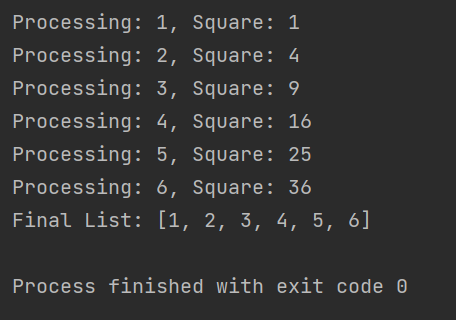 Processing: 1, Square: 1
Processing: 2, Square: 4
Processing: 3, Square: 9
Processing: 4, Square: 16
Processing: 5, Square: 25
Processing: 6, Square: 36
Final List: [1, 2, 3, 4, 5, 6]
Process finished with exit code 0